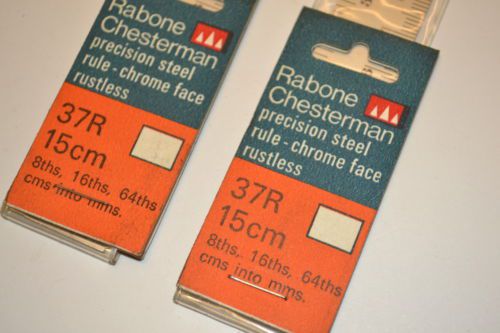 Rabone
Chesterman
precision steel
rule - chrome face
rustless
37R
15cm
8ths, 16ths, 64ths
cms into mms.
Rabone
Chesterman
precision steel
rule - chrome face
rustless
37R
15cm
8ths, 16ths, 64ths
cms into mms.